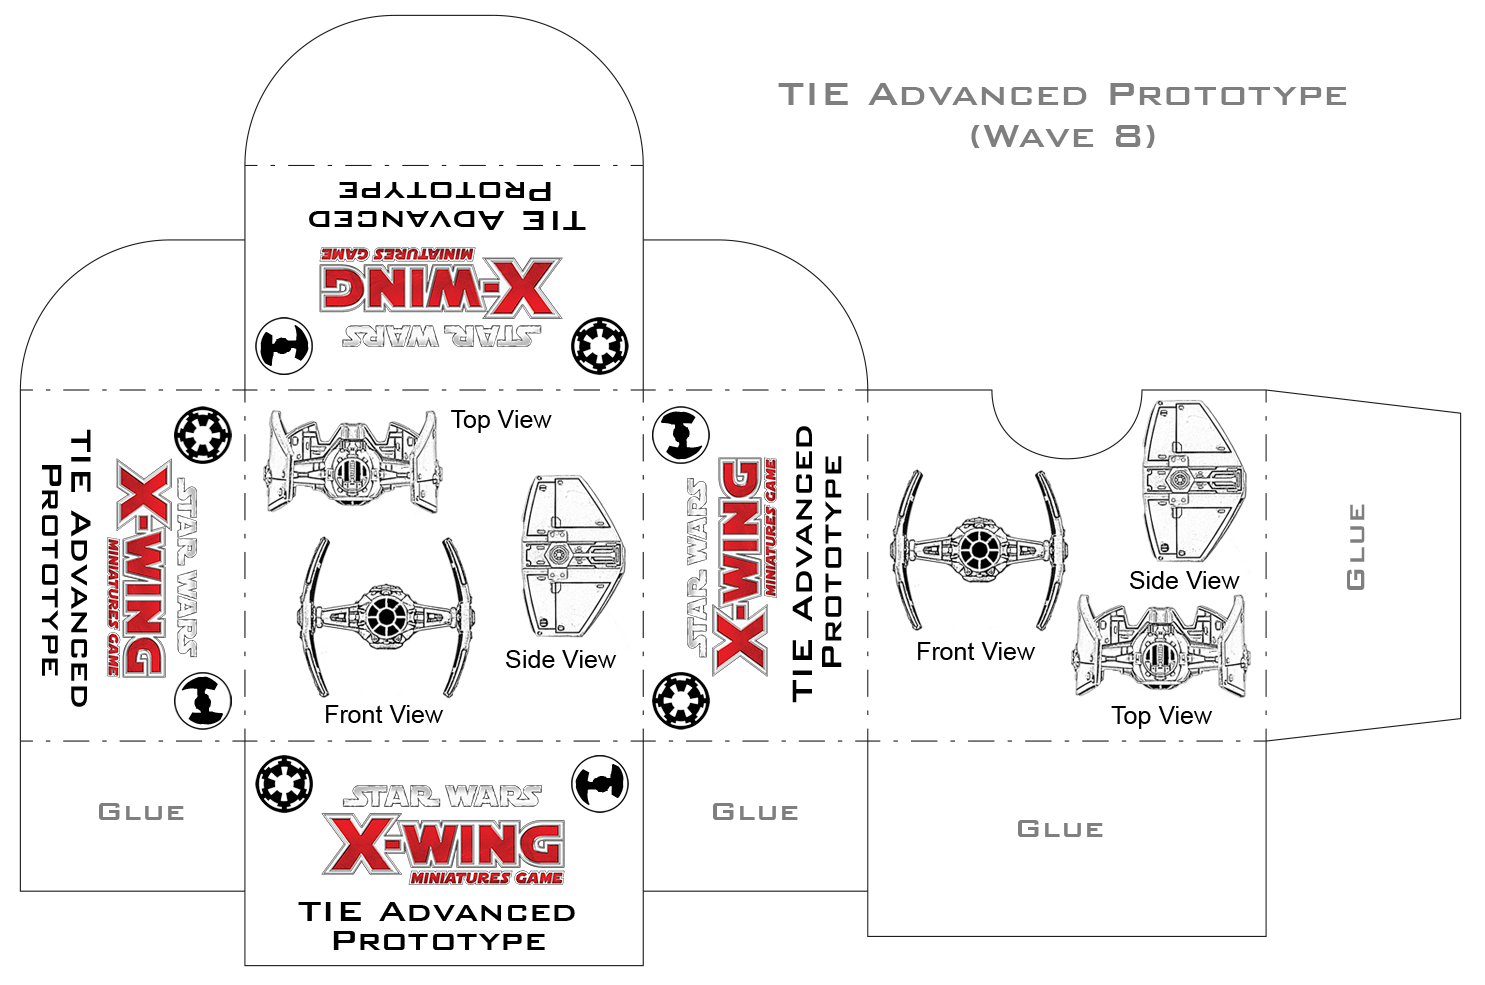 TIE Advanced Prototype
(Wave 8)
TIE Advanced
Prototype
STAR WARS
X-WING
MINIATURES GAME
TIE Advanced
Prototype
STAR WARS
X-WING
MINIATURES GAME
Top View
Side View
Front View
STAR WARS
X-WING
MINIATURES GAME
TIE Advanced
Prototype
Front View
Side View
Top View
Glue
Glue
STAR WARS
X-WING
MINIATURES GAME
TIE Advanced
Prototype
Glue
Glue